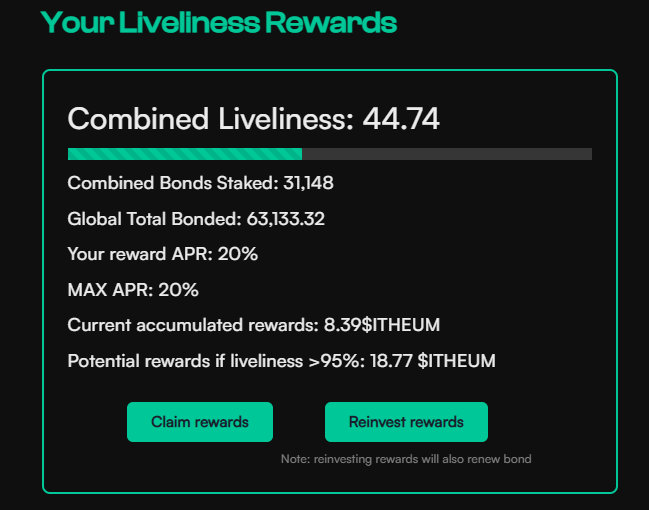 Your Liveliness Rewards
Combined Liveliness: 44.74
Combined Bonds Staked: 31,148
Global Total Bonded: 63,133.32
Your reward APR: 20%
MAX APR: 20%
Current accumulated rewards: 8.39$ITHEUM
Potential rewards if liveliness >95%: 18.77 $ITHEUM
Claim rewards
Reinvest rewards
Note: reinvesting rewards will also renew bond